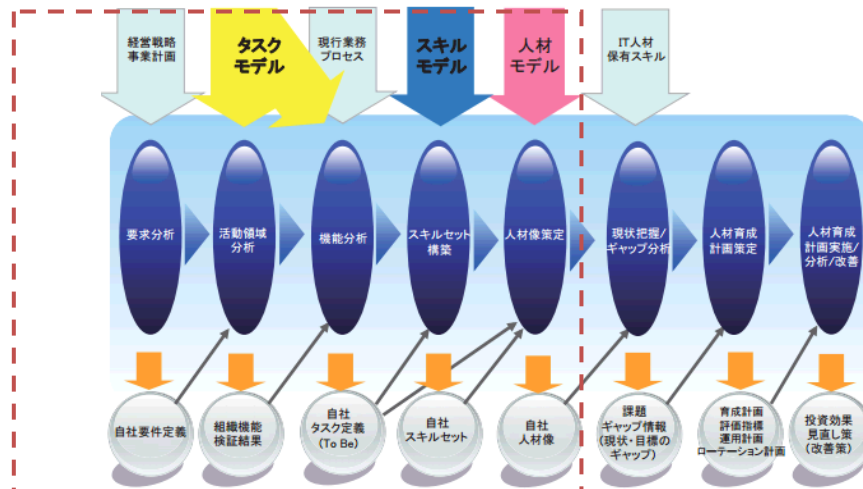 経営戦略
事業計画
タスク
モデル
現行業務
プロセス
スキル
モデル
人材
モデル
IT人材
保有スキル
要求分析
活動領域
分析
機能分析
スキルセット
構築
人材像策定
現状把握/
ギャップ分析
人材育成
計画策定
人材育成
計画実施/
分析/改善
自社要件定義
組織機能
検証結果
自社
タスク定義
(To Be)
自社
スキルセット
自社
人材像
課題
ギャップ情報
(現状・目標の
ギャップ)
育成計画
評価指標
運用計画
ローテーション計画
投資効果
見直し策
(改善策)